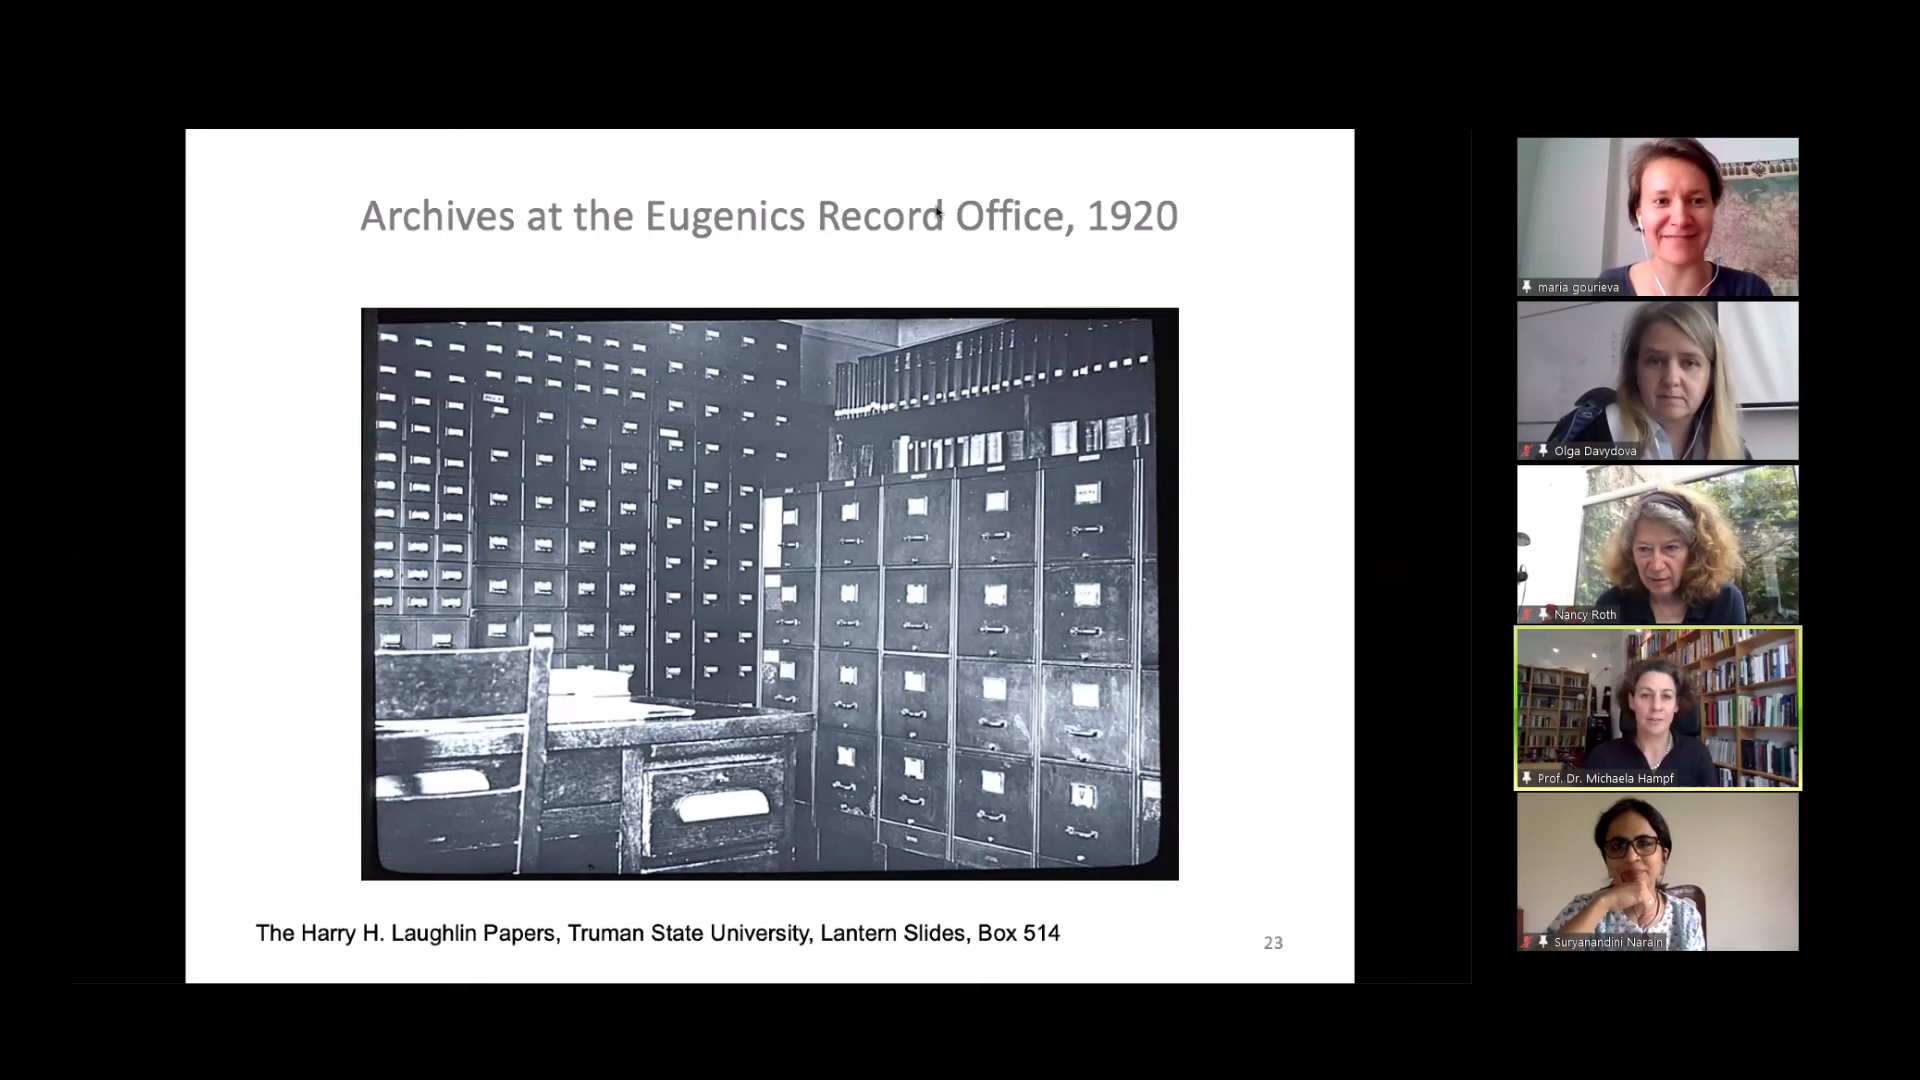 Archives at the Eugenics Record Office, 1920
The Harry H. Laughlin Papers, Truman State University, Lantern Slides, Box 514
23
maria gourieva
Olga Davydova
Nancy Roth
Prof. Dr. Michaela Hampf
Suryanandini Narain